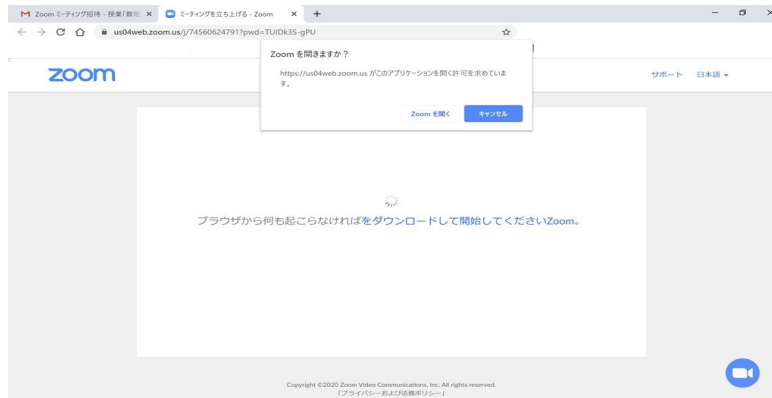 Zoom ミーティング招待 - 授業「数理
ミーティングを立ち上げる - Zoom
us04web.zoom.us/j/74560624791?pwd=TUIDk3S-gPU
Zoom を開きますか？
https://us04web.zoom.us がこのアプリケーションを開く許可を求めていま
す。
Zoom を開く キャンセル
zoom
サポート 日本語
ブラウザから何も起こらなければをダウンロードして開始してくださいZoom。
Copyright ©2020 Zoom Video Communications, Inc. All rights reserved.
「プライバシーおよび法務ポリシー」